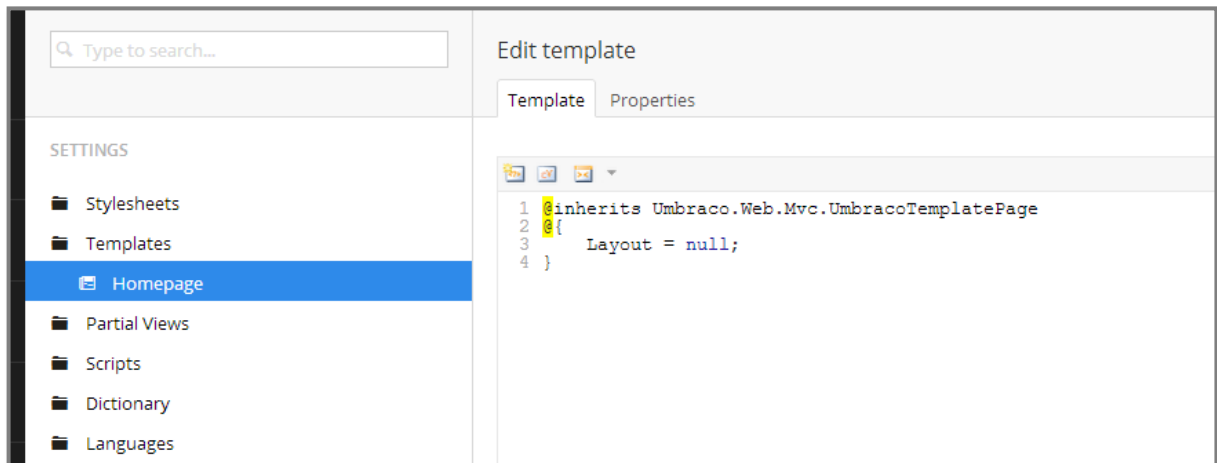 Type to search...
SETTINGS
Stylesheets
Templates
Homepage
Partial Views
Scripts
Dictionary
Languages
Edit template
Template Properties
1 @inherits Umbraco.Web.Mvc.UmbracoTemplatePage
2 @{
3 Layout = null;
4 }